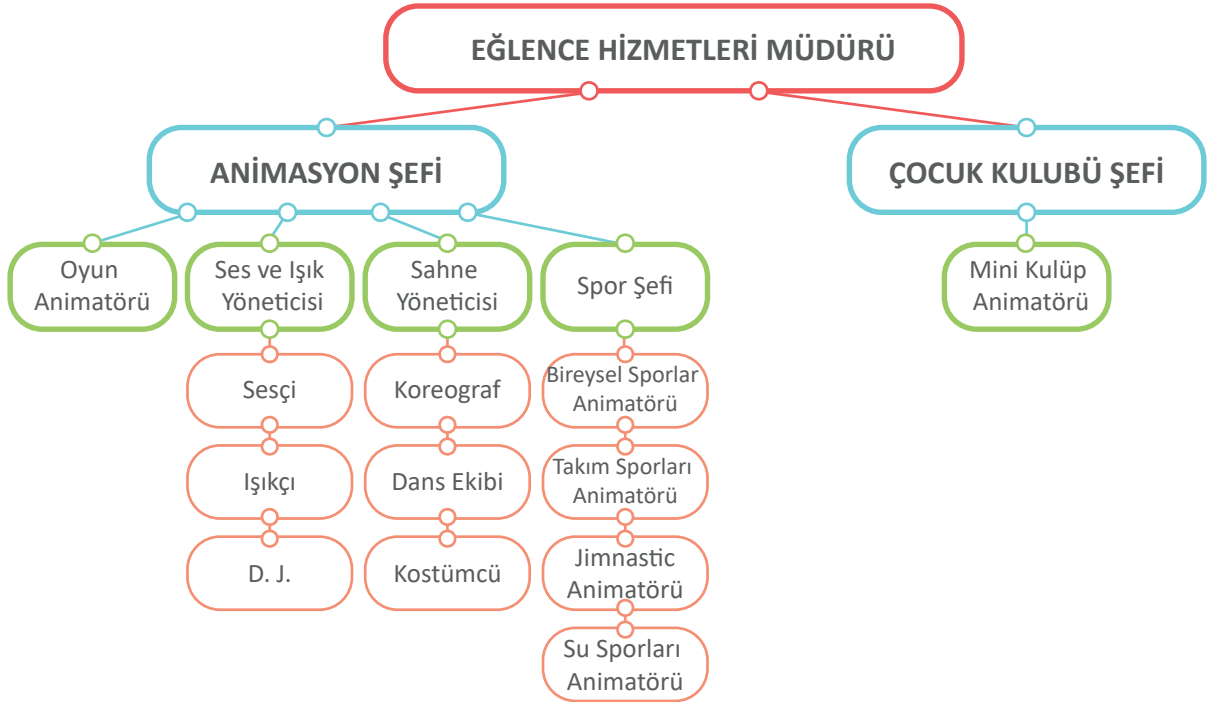 EĞLENCE HİZMETLERİ MÜDÜRÜ
ANİMASYON ŞEFİ
ÇOCUK KULUBÜ ŞEFİ
Oyun
Animatörü
Ses ve Işık
Yöneticisi
Sahne
Yöneticisi
Spor Şefi
Mini Kulüp
Animatörü
Sesçi
Koreograf
Bireysel Sporlar
Animatörü
Işıkçı
Dans Ekibi
Takım Sporları
Animatörü
D. J.
Kostümcü
Jimnastic
Animatörü
Su Sporları
Animatörü